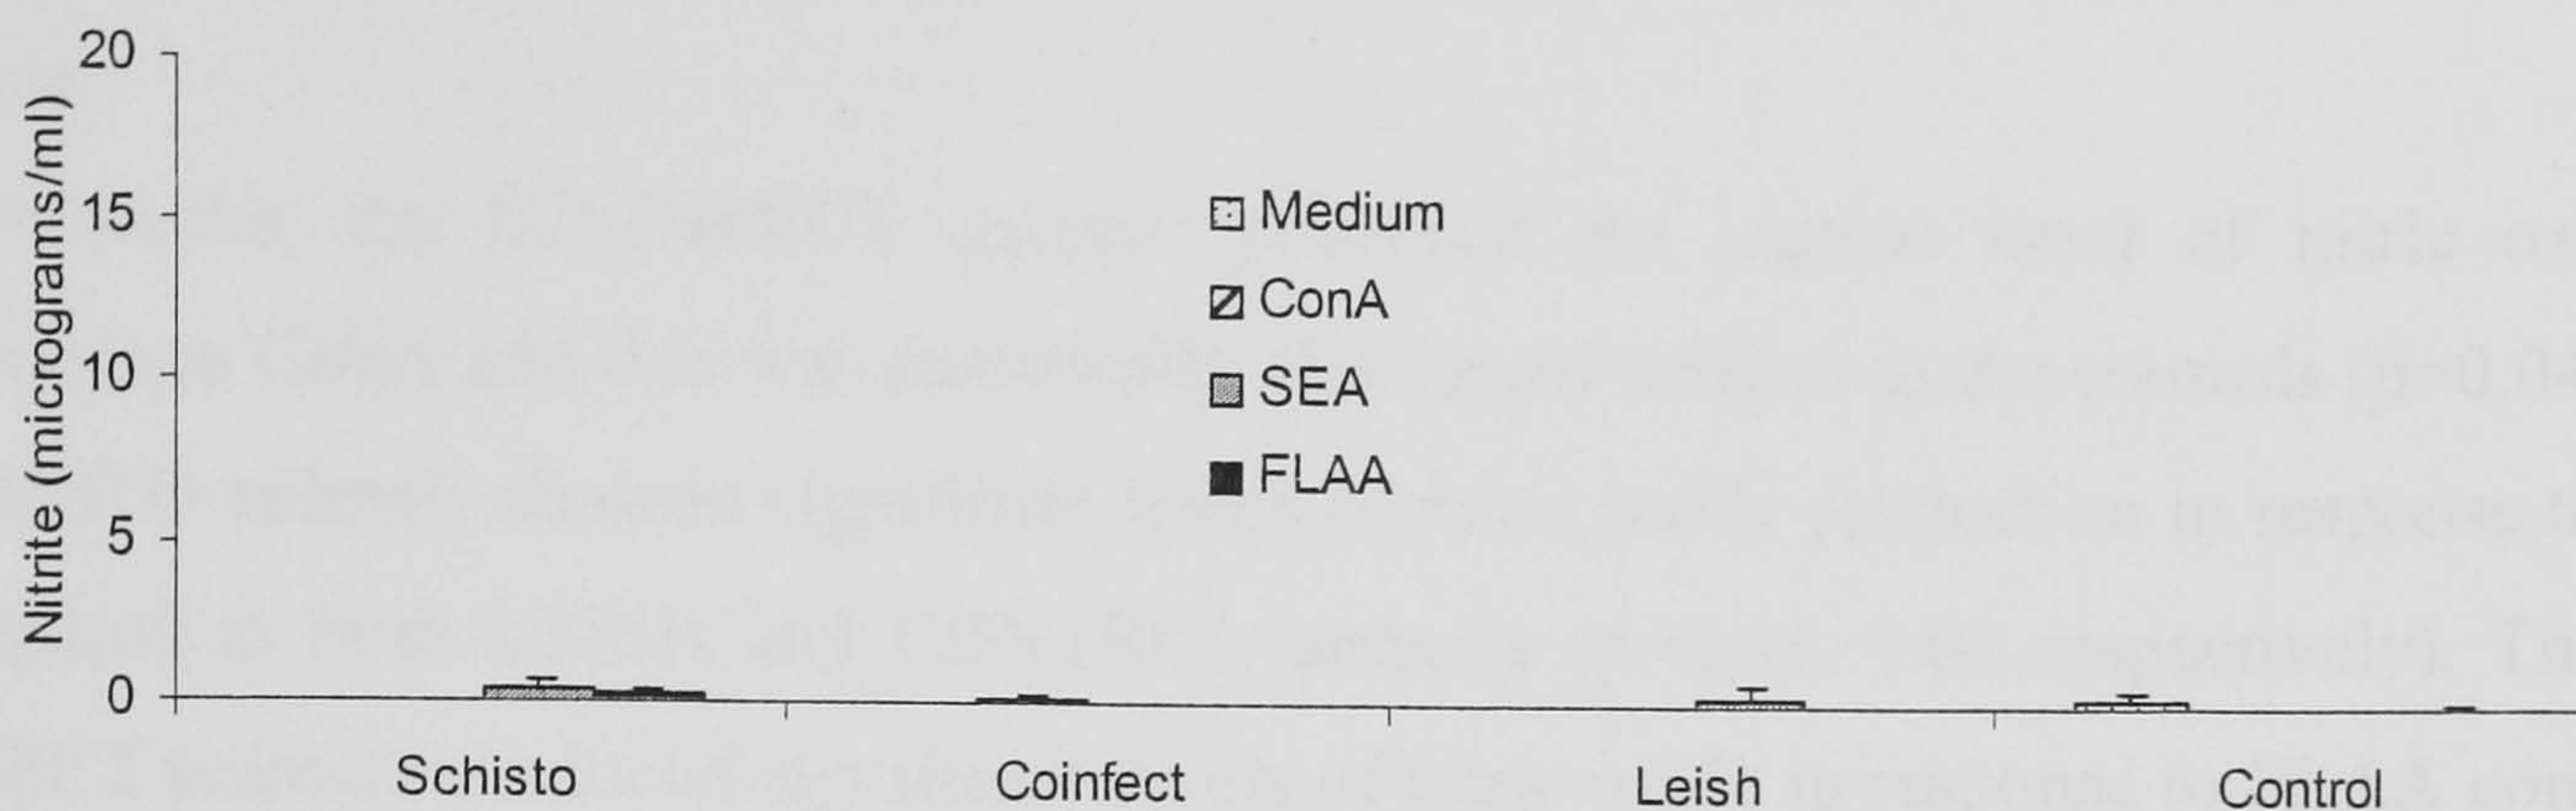 Nitrite (micrograms/ml)
20
15
10
5
0
Medium
ConA
SEA
FLAA
Schisto
Coinfect
Leish
Control